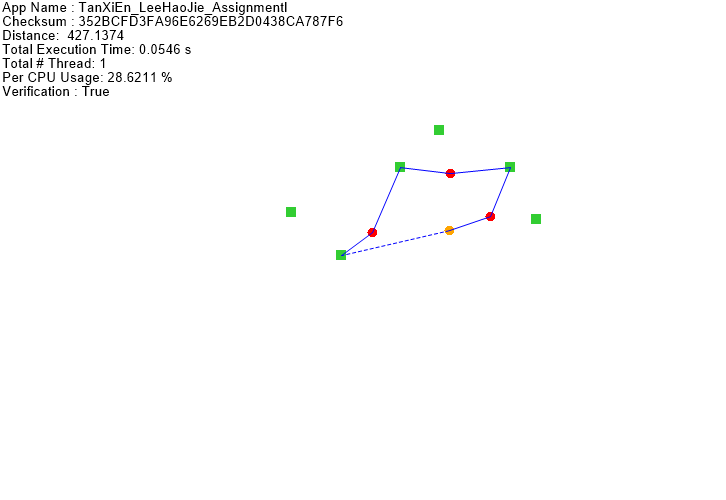 App Name : TanXiEn_LeeHaoJie_AssignmentI
Checksum : 352BCFD3FA96E6269EB2D0438CA787F6
Distance: 427.1374
Total Execution Time: 0.0546 s
Total # Thread: 1
Per CPU Usage: 28.6211 %
Verification : True